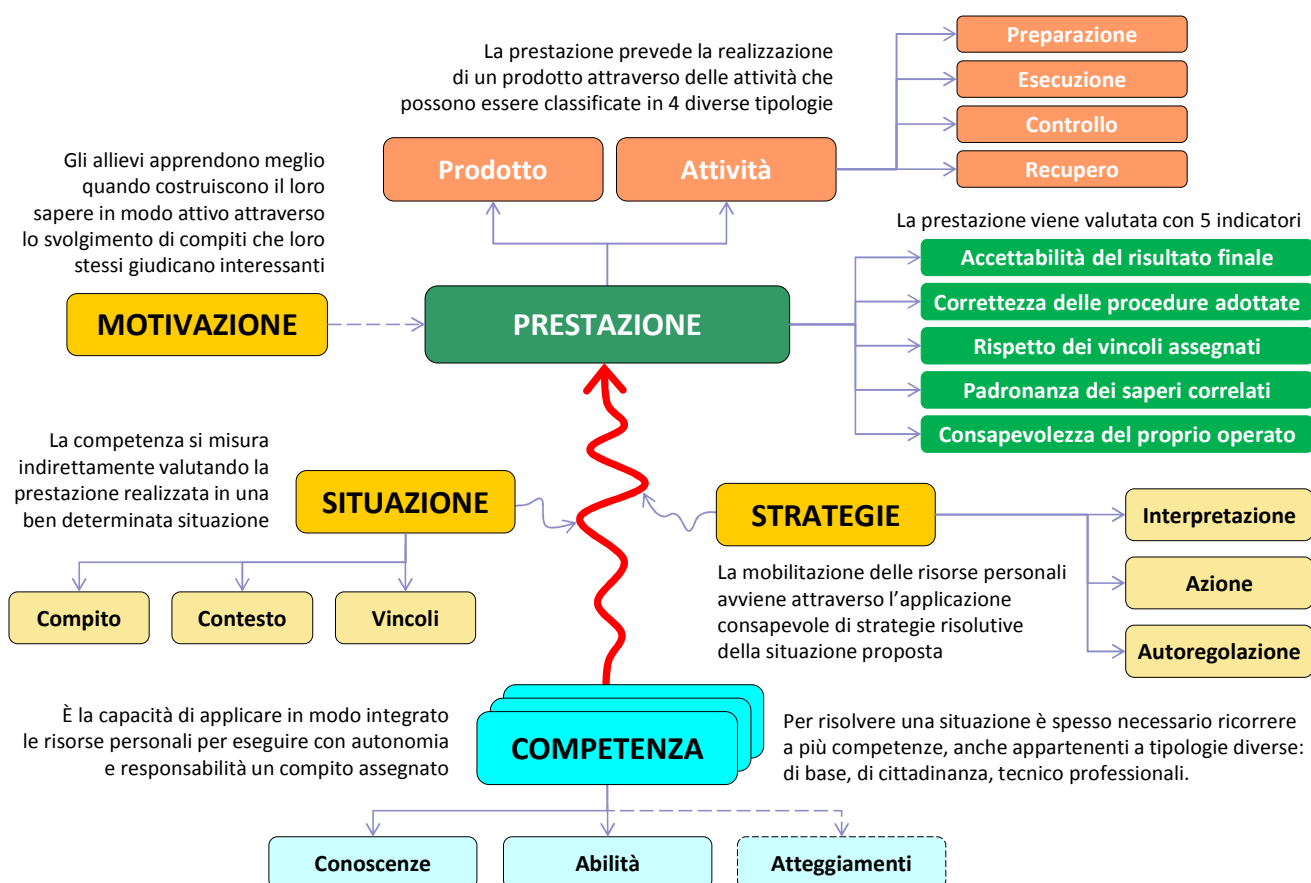 Preparazione
La prestazione prevede la realizzazione
di un prodotto attraverso delle attività che
possono essere classificate in 4 diverse tipologie
Esecuzione
Controllo
Recupero
Prodotto
Attività
Gli allievi apprendono meglio
quando costruiscono il loro
sapere in modo attivo attraverso
lo svolgimento di compiti che loro
stessi giudicano interessanti
La prestazione viene valutata con 5 indicatori
Accettabilità del risultato finale
Correttezza delle procedure adottate
Rispetto dei vincoli assegnati
Padronanza dei saperi correlati
Consapevolezza del proprio operato
MOTIVAZIONE
PRESTAZIONE
La competenza si misura
indirettamente valutando la
prestazione realizzata in una
ben determinata situazione
SITUAZIONE
STRATEGIE
Interpretazione
Azione
Autoregolazione
Compito
Contesto
Vincoli
La mobilitazione delle risorse personali
avviene attraverso l’applicazione
consapevole di strategie risolutive
della situazione proposta
È la capacità di applicare in modo integrato
le risorse personali per eseguire con autonomia
e responsabilità un compito assegnato
COMPETENZA
Per risolvere una situazione è spesso necessario ricorrere
a più competenze, anche appartenenti a tipologie diverse:
di base, di cittadinanza, tecnico professionali.
Conoscenze
Abilità
Atteggiamenti